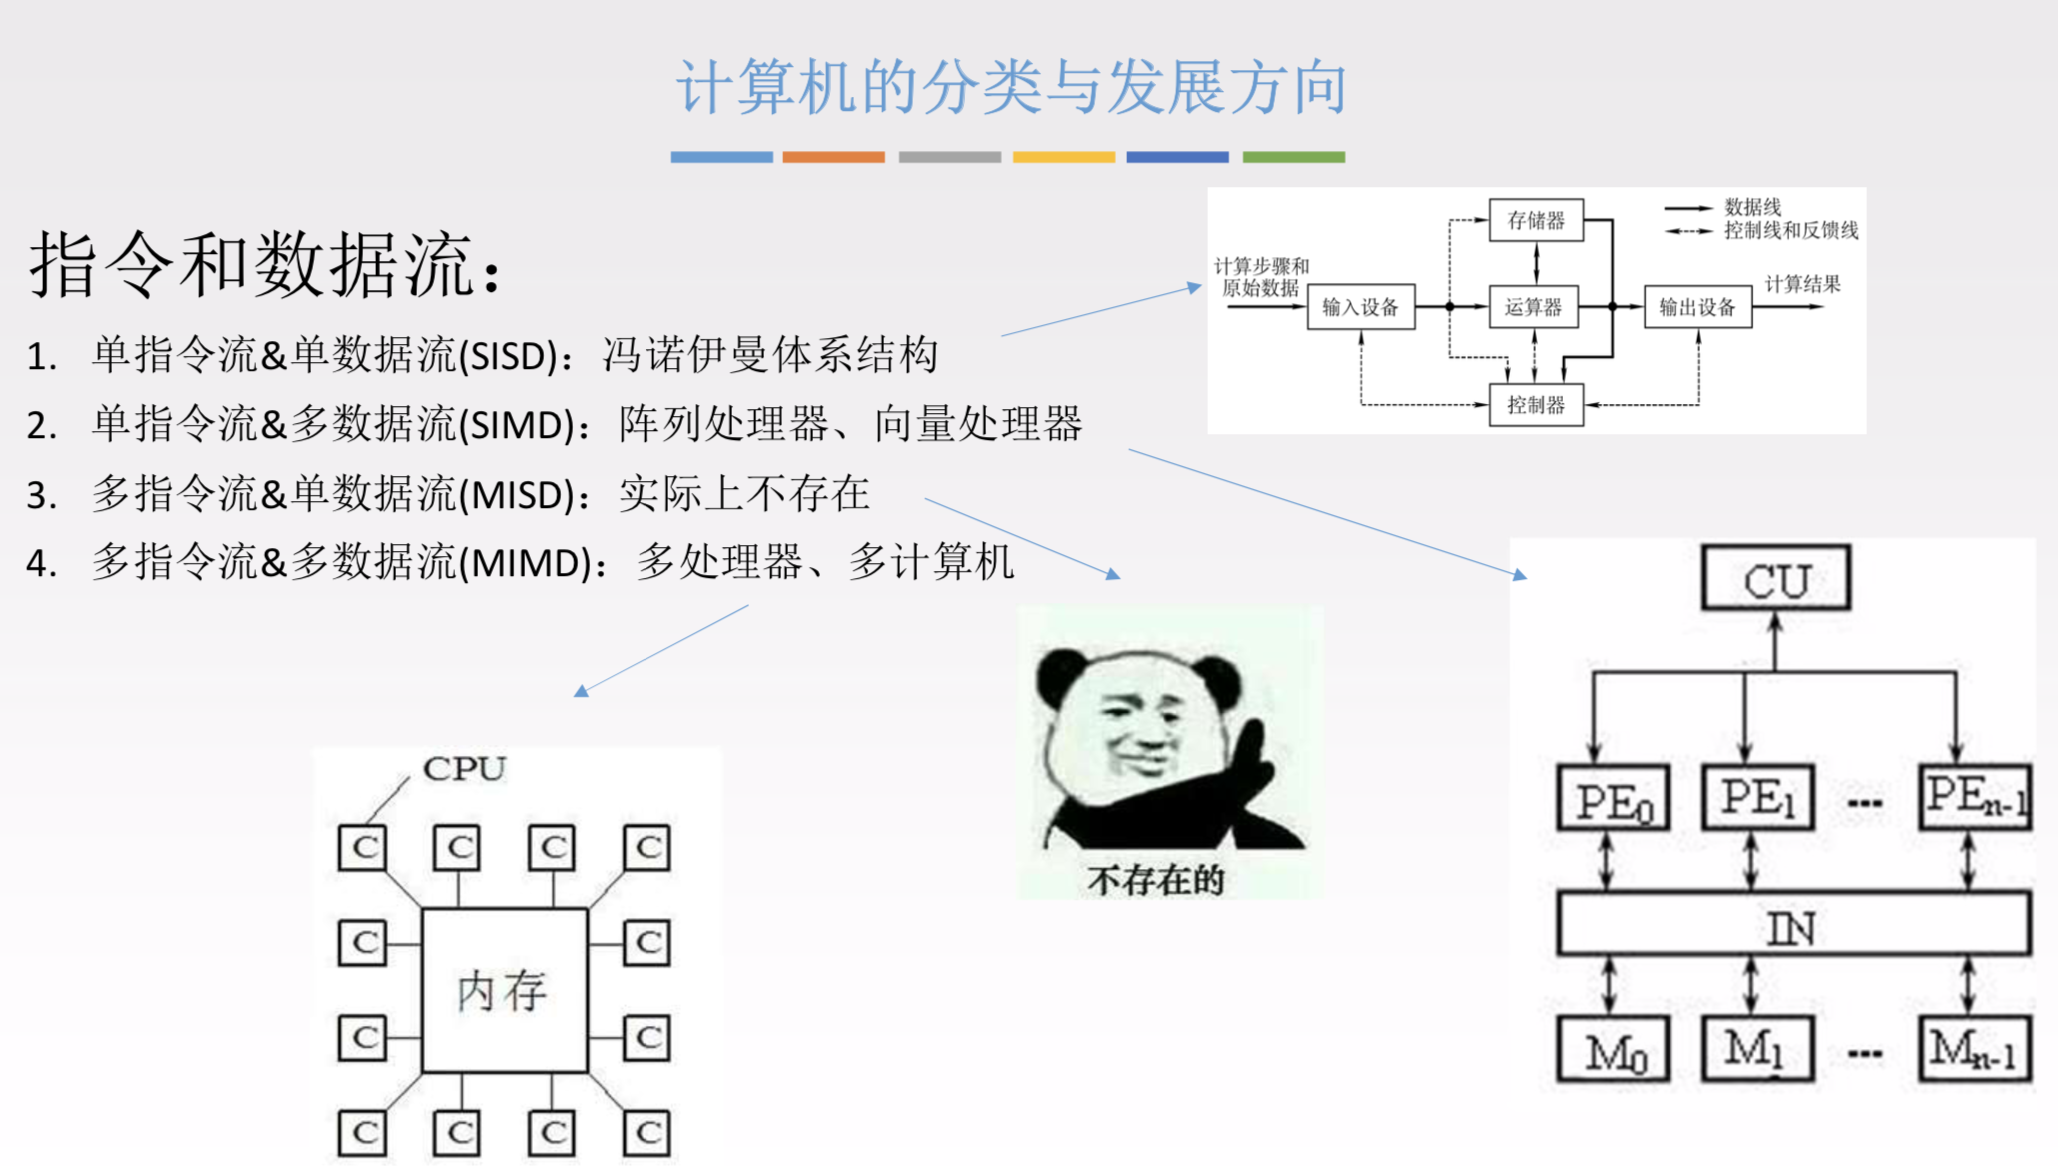 计算机的分类与发展方向
指令和数据流：
1. 单指令流&单数据流(SISD)：冯诺伊曼体系结构
2. 单指令流&多数据流(SIMD)：阵列处理器、向量处理器
3. 多指令流&单数据流(MISD)：实际上不存在
4. 多指令流&多数据流(MIMD)：多处理器、多计算机
存储器
数据线
控制线和反馈线
计算步骤和
原始数据
输入设备
运算器
输出设备
计算结果
控制器
CU
PE0 PE1 ... PEn-1
IN
M0 M1 ... Mn-1
不存在的
CPU
C C C C
C C
内存
C C
C C C C